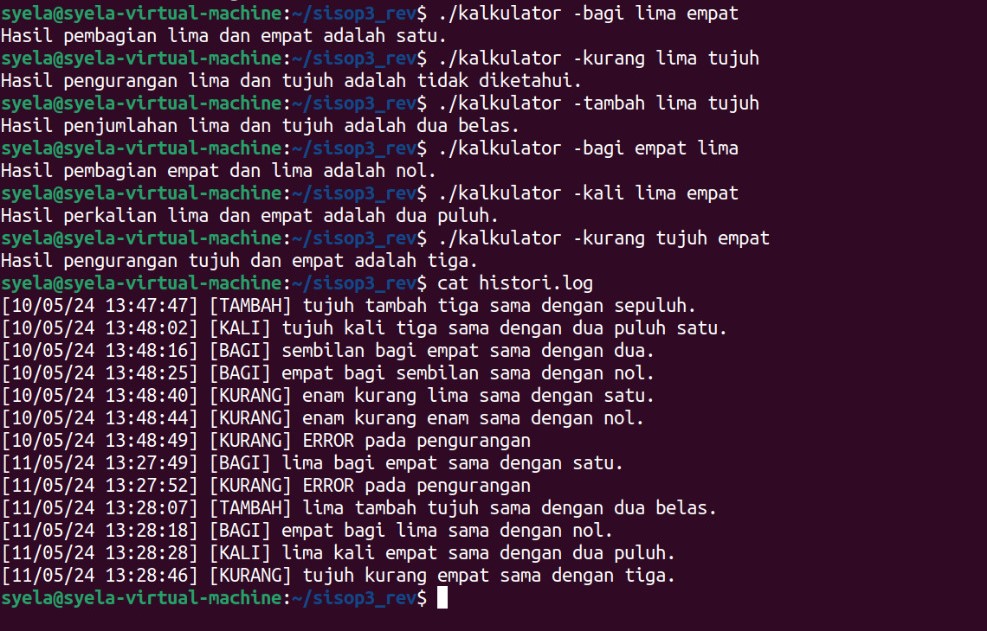 syela@syela-virtual-machine:~/sisop3_rev$ ./kalkulator -bagi lima empat
Hasil pembagian lima dan empat adalah satu.
syela@syela-virtual-machine:~/sisop3_rev$ ./kalkulator -kurang lima tujuh
Hasil pengurangan lima dan tujuh adalah tidak diketahui.
syela@syela-virtual-machine:~/sisop3_rev$ ./kalkulator -tambah lima tujuh
Hasil penjumlahan lima dan tujuh adalah dua belas.
syela@syela-virtual-machine:~/sisop3_rev$ ./kalkulator -bagi empat lima
Hasil pembagian empat dan lima adalah nol.
syela@syela-virtual-machine:~/sisop3_rev$ ./kalkulator -kali lima empat
Hasil perkalian lima dan empat adalah dua puluh.
syela@syela-virtual-machine:~/sisop3_rev$ ./kalkulator -kurang tujuh empat
Hasil pengurangan tujuh dan empat adalah tiga.
syela@syela-virtual-machine:~/sisop3_rev$ cat histori.log
[10/05/24 13:47:47] [TAMBAH] tujuh tambah tiga sama dengan sepuluh.
[10/05/24 13:48:02] [KALI] tujuh kali tiga sama dengan dua puluh satu.
[10/05/24 13:48:16] [BAGI] sembilan bagi empat sama dengan dua.
[10/05/24 13:48:25] [BAGI] empat bagi sembilan sama dengan nol.
[10/05/24 13:48:40] [KURANG] enam kurang lima sama dengan satu.
[10/05/24 13:48:44] [KURANG] enam kurang enam sama dengan nol.
[10/05/24 13:48:49] [KURANG] ERROR pada pengurangan
[11/05/24 13:27:49] [BAGI] lima bagi empat sama dengan satu.
[11/05/24 13:27:52] [KURANG] ERROR pada pengurangan
[11/05/24 13:28:07] [TAMBAH] lima tambah tujuh sama dengan dua belas.
[11/05/24 13:28:18] [BAGI] empat bagi lima sama dengan nol.
[11/05/24 13:28:28] [KALI] lima kali empat sama dengan dua puluh.
[11/05/24 13:28:46] [KURANG] tujuh kurang empat sama dengan tiga.
syela@syela-virtual-machine:~/sisop3_rev$